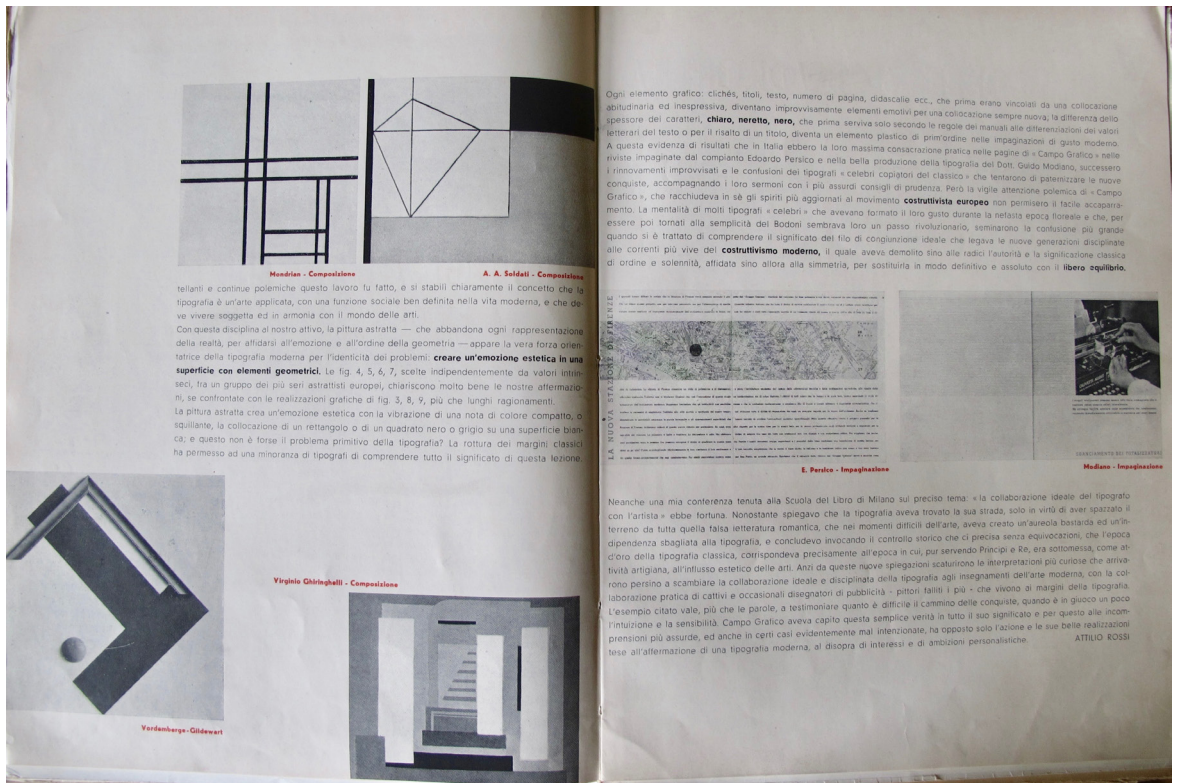 Mondrian - Composizione
A. A. Soldati - Composizione
tellanti e continue polemiche questo lavoro fu fatto, e si stabilì chiaramente il concetto che la
tipografia è un'arte applicata, con una funzione sociale ben definita nella vita moderna, e che de-
ve vivere soggetta ed in armonia con il mondo delle arti.
Con questa disciplina al nostro attivo, la pittura astratta — che abbandona ogni rappresentazione
della realtà, per affidarsi all'emozione e all'ordine della geometria — appare la vera forza orien-
tatrice della tipografia moderna per l'identicità dei problemi: creare un'emozione estetica in una
superficie con elementi geometrici. Le fig. 4, 5, 6, 7, scelte indipendentemente da valori intrin-
seci, fra un gruppo dei più seri astrattisti europei, chiariscono molto bene le nostre affermazio-
ni, se confrontate con le realizzazioni grafiche di fig. 3, 8, 9, più che lunghi ragionamenti.
La pittura astratta crea un'emozione estetica con la vibrazione di una nota di colore compatto, o
squillante, la collocazione di un rettangolo o di un quadrato nero o grigio su una superficie bian-
ca; e questo non è forse il problema primitivo della tipografia? La rottura dei margini classici
ha permesso ad una minoranza di tipografi di comprendere tutto il significato di questa lezione.
Virginio Ghiringhelli - Composizione
Vordemberge-Gildewart
Ogni elemento grafico: clichés, titoli, testo, numero di pagina, didascalie ecc., che prima erano vincolati da una collocazione
abitudinaria ed inespressiva, diventano improvvisamente elementi emotivi per una collocazione sempre nuova; la differenza dello
spessore dei caratteri, chiaro, neretto, nero, che prima serviva solo secondo le regole dei manuali alle differenziazioni dei valori
letterari del testo o per il risalto di un titolo, diventa un elemento plastico di prim'ordine nelle impaginazioni di gusto moderno.
A questa evidenza di risultati che in Italia ebbero la loro massima consacrazione pratica nelle pagine di « Campo Grafico » nelle
riviste impaginate dal compianto Edoardo Persico e nella bella produzione della tipografia del Dott. Guido Modiano, successero
i rinnovamenti improvvisati e le confusioni dei tipografi « celebri copiatori del classico » che tentarono di paternizzare le nuove
conquiste, accompagnando i loro sermoni con i più assurdi consigli di prudenza. Però la vigile attenzione polemica di « Campo
Grafico », che racchiudeva in sè gli spiriti più aggiornati al movimento costruttivista europeo non permisero il facile accaparra-
mento. La mentalità di molti tipografi « celebri » che avevano formato il loro gusto durante la nefasta epoca floreale e che, per
essere poi tornati alla semplicità del Bodoni sembrava loro un passo rivoluzionario, seminarono la confusione più grande
quando si è trattato di comprendere il significato del filo di congiunzione ideale che legava le nuove generazioni disciplinate
alle correnti più vive del costruttivismo moderno, il quale aveva demolito sino alle radici l'autorità e la significazione classica
di ordine e solennità, affidata sino allora alla simmetria, per sostituirla in modo definitivo e assoluto con il libero equilibrio.
LA NUOVA STAZIONE DI FIRENZE
E. Persico - Impaginazione
Modiano - Impaginazione
Neanche una mia conferenza tenuta alla Scuola del Libro di Milano sul preciso tema: « la collaborazione ideale del tipografo
con l'artista » ebbe fortuna. Nonostante spiegavo che la tipografia aveva trovato la sua strada, solo in virtù di aver spazzato il
terreno da tutta quella falsa letteratura romantica, che nei momenti difficili dell'arte, aveva creato un'aureola bastarda ed un'in-
dipendenza sbagliata alla tipografia, e concludevo invocando il controllo storico che ci precisa senza equivocazioni, che l'epoca
d'oro della tipografia classica, corrispondeva precisamente all'epoca in cui, pur servendo Principi e Re, era sottomessa, come at-
tività artigiana, all'influsso estetico delle arti. Anzi da queste nuove spiegazioni scaturirono le interpretazioni più curiose che arriva-
rono persino a scambiare la collaborazione ideale e disciplinata della tipografia agli insegnamenti dell'arte moderna, con la col-
laborazione pratica di cattivi e occasionali disegnatori di pubblicità - pittori falliti i più - che vivono ai margini della tipografia.
L'esempio citato vale, più che le parole, a testimoniare quanto è difficile il cammino delle conquiste, quando è in giuoco un poco
l'intuizione e la sensibilità. Campo Grafico aveva capito questa semplice verità in tutto il suo significato e per questo alle incom-
prensioni più assurde, ed anche in certi casi evidentemente mal intenzionate, ha opposto solo l'azione e le sue belle realizzazioni
tese all'affermazione di una tipografia moderna, al disopra di interessi e di ambizioni personalistiche.
ATTILIO ROSSI